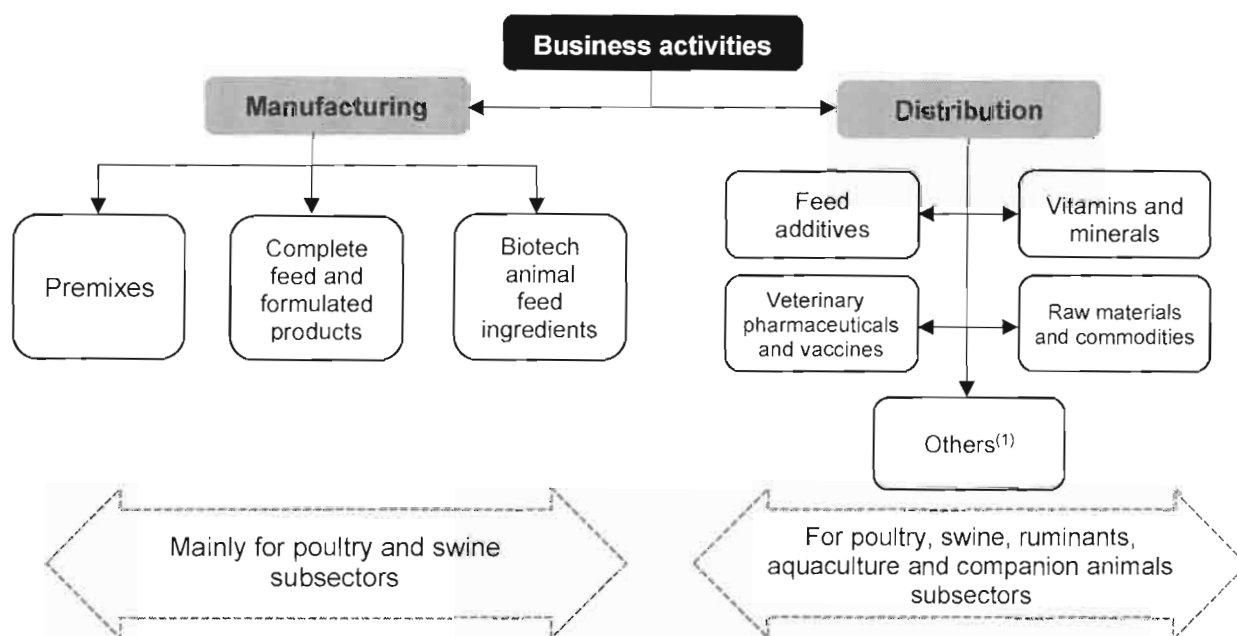 Business activities
Manufacturing
Distribution
Premixes
Complete
feed and
formulated
products
Biotech
animal
feed
ingredients
Feed
additives
Vitamins and
minerals
Veterinary
pharmaceuticals
and vaccines
Raw materials
and commodities
Others(1)
Mainly for poultry and swine
subsectors
For poultry, swine, ruminants,
aquaculture and companion animals
subsectors